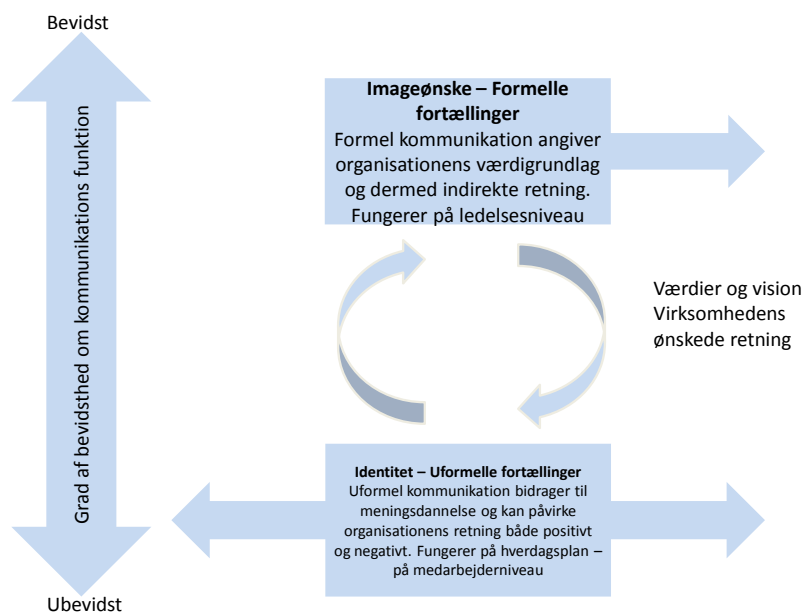 Bevidst
Grad af bevidsthed om kommunikations funktion
Ubevidst
Imageønske – Formelle
fortællinger
Formel kommunikation angiver
organisationens værdigrundlag
og dermed indirekte retning.
Fungerer på ledelsesniveau
Værdier og vision
Virksomhedens
ønskede retning
Identitet – Uformelle fortællinger
Uformel kommunikation bidrager til
meningsdannelse og kan påvirke
organisationens retning både positivt
og negativt. Fungerer på hverdagsplan –
på medarbejderniveau